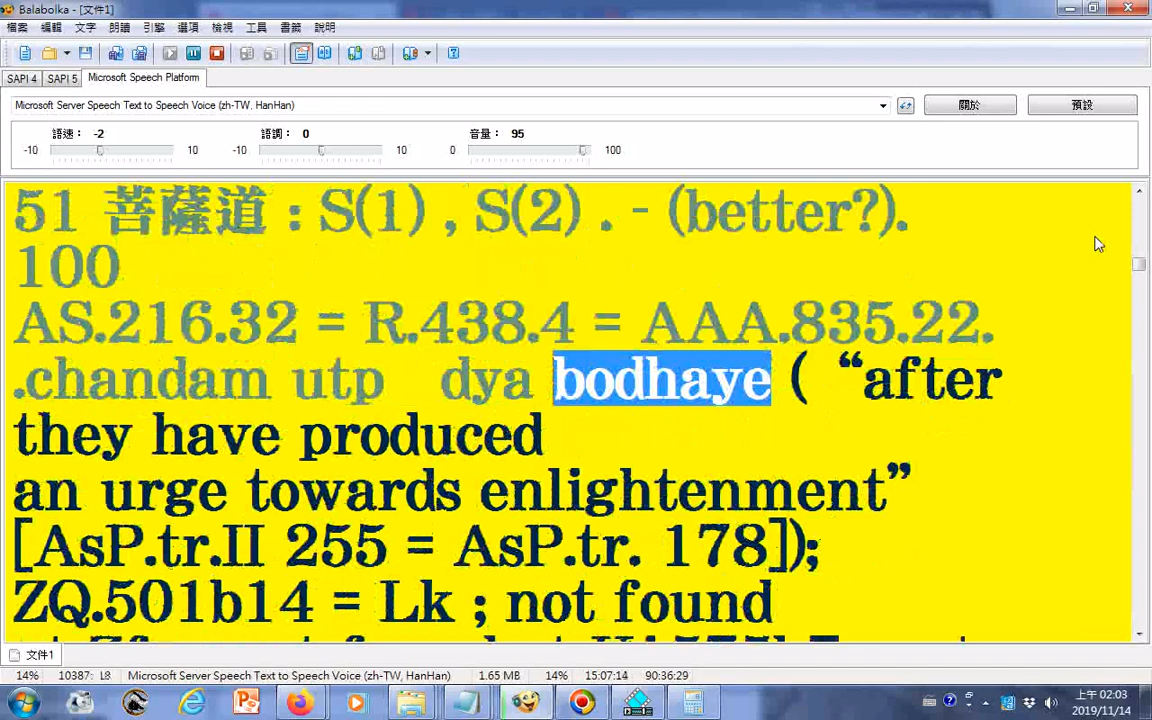 Balabolka - [文件1]
檔案 編輯 文字 朗讀 引擎 選項 檢視 工具 書籤 說明
SAPI 4 SAPI 5 Microsoft Speech Platform
Microsoft Server Speech Text to Speech Voice (zh-TW, HanHan) 關於 預設
語速： -2 語調： 0 音量： 95
-10 10 -10 10 0 100
51 菩薩道 : S(1) , S(2) . - (better?).
100
AS.216.32 = R.438.4 = AAA.835.22.
.chandam utp dya bodhaye ( “after
they have produced
an urge towards enlightenment”
[AsP.tr.II 255 = AsP.tr. 178]);
ZQ.501b14 = Lk ; not found
文件1
14% 10387: L8 Microsoft Server Speech Text to Speech Voice (zh-TW, HanHan) 1.65 MB 14% 15:07:14 90:36:29
上午 02:03
2019/11/14